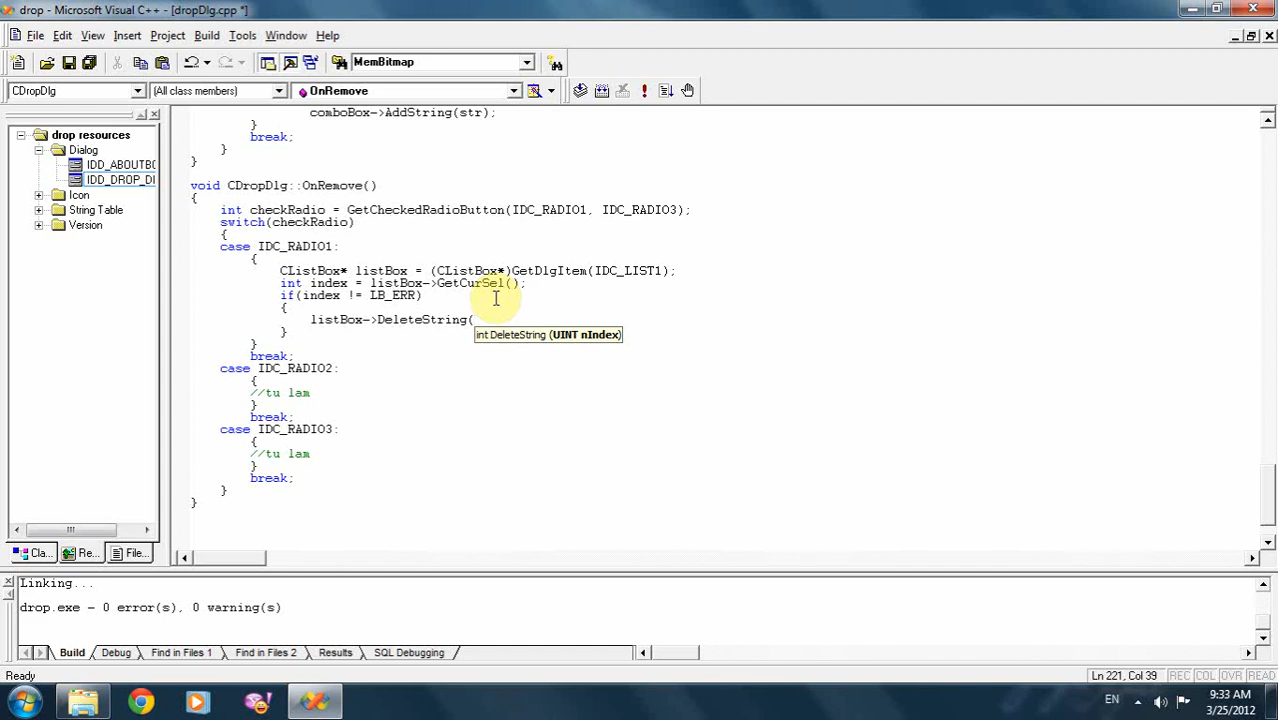 drop - Microsoft Visual C++ - [dropDlg.cpp *]
File Edit View Insert Project Build Tools Window Help
MemBitmap
CDropDlg (All class members) OnRemove
drop resources
Dialog
IDD_ABOUTBO
IDD_DROP_DI
Icon
String Table
Version
comboBox->AddString(str);
}
break;
}
}
void CDropDlg::OnRemove()
{
int checkRadio = GetCheckedRadioButton(IDC_RADIO1, IDC_RADIO3);
switch(checkRadio)
{
case IDC_RADIO1:
{
CListBox* listBox = (CListBox*)GetDlgItem(IDC_LIST1);
int index = listBox->GetCurSel();
if(index != LB_ERR)
{
listBox->DeleteString(
int DeleteString (UINT nIndex)
}
}
break;
case IDC_RADIO2:
{
//tu lam
}
break;
case IDC_RADIO3:
{
//tu lam
}
break;
}
}
Cla... Re... File...
Linking...
drop.exe - 0 error(s), 0 warning(s)
Build Debug Find in Files 1 Find in Files 2 Results SQL Debugging
Ready
Ln 221, Col 39 REC COL OVR READ
EN
9:33 AM
3/25/2012